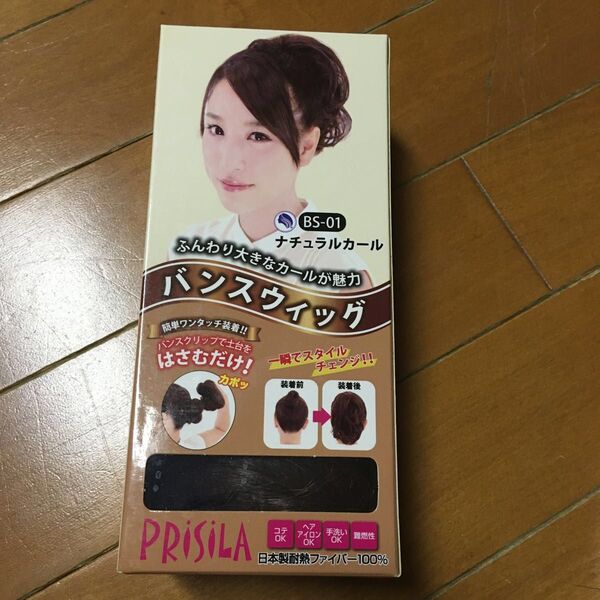 BS-01
ナチュラルカール
ふんわり大きなカールが魅力
バンスウィッグ
簡単ワンタッチ装着!!
バンスクリップで土台を
はさむだけ!
カポッ
一瞬でスタイル
チェンジ!!
装着前
装着後
PRiSiLA
コテ
OK
ヘア
アイロン
OK
手洗い
OK
難燃性
日本製耐熱ファイバー100%